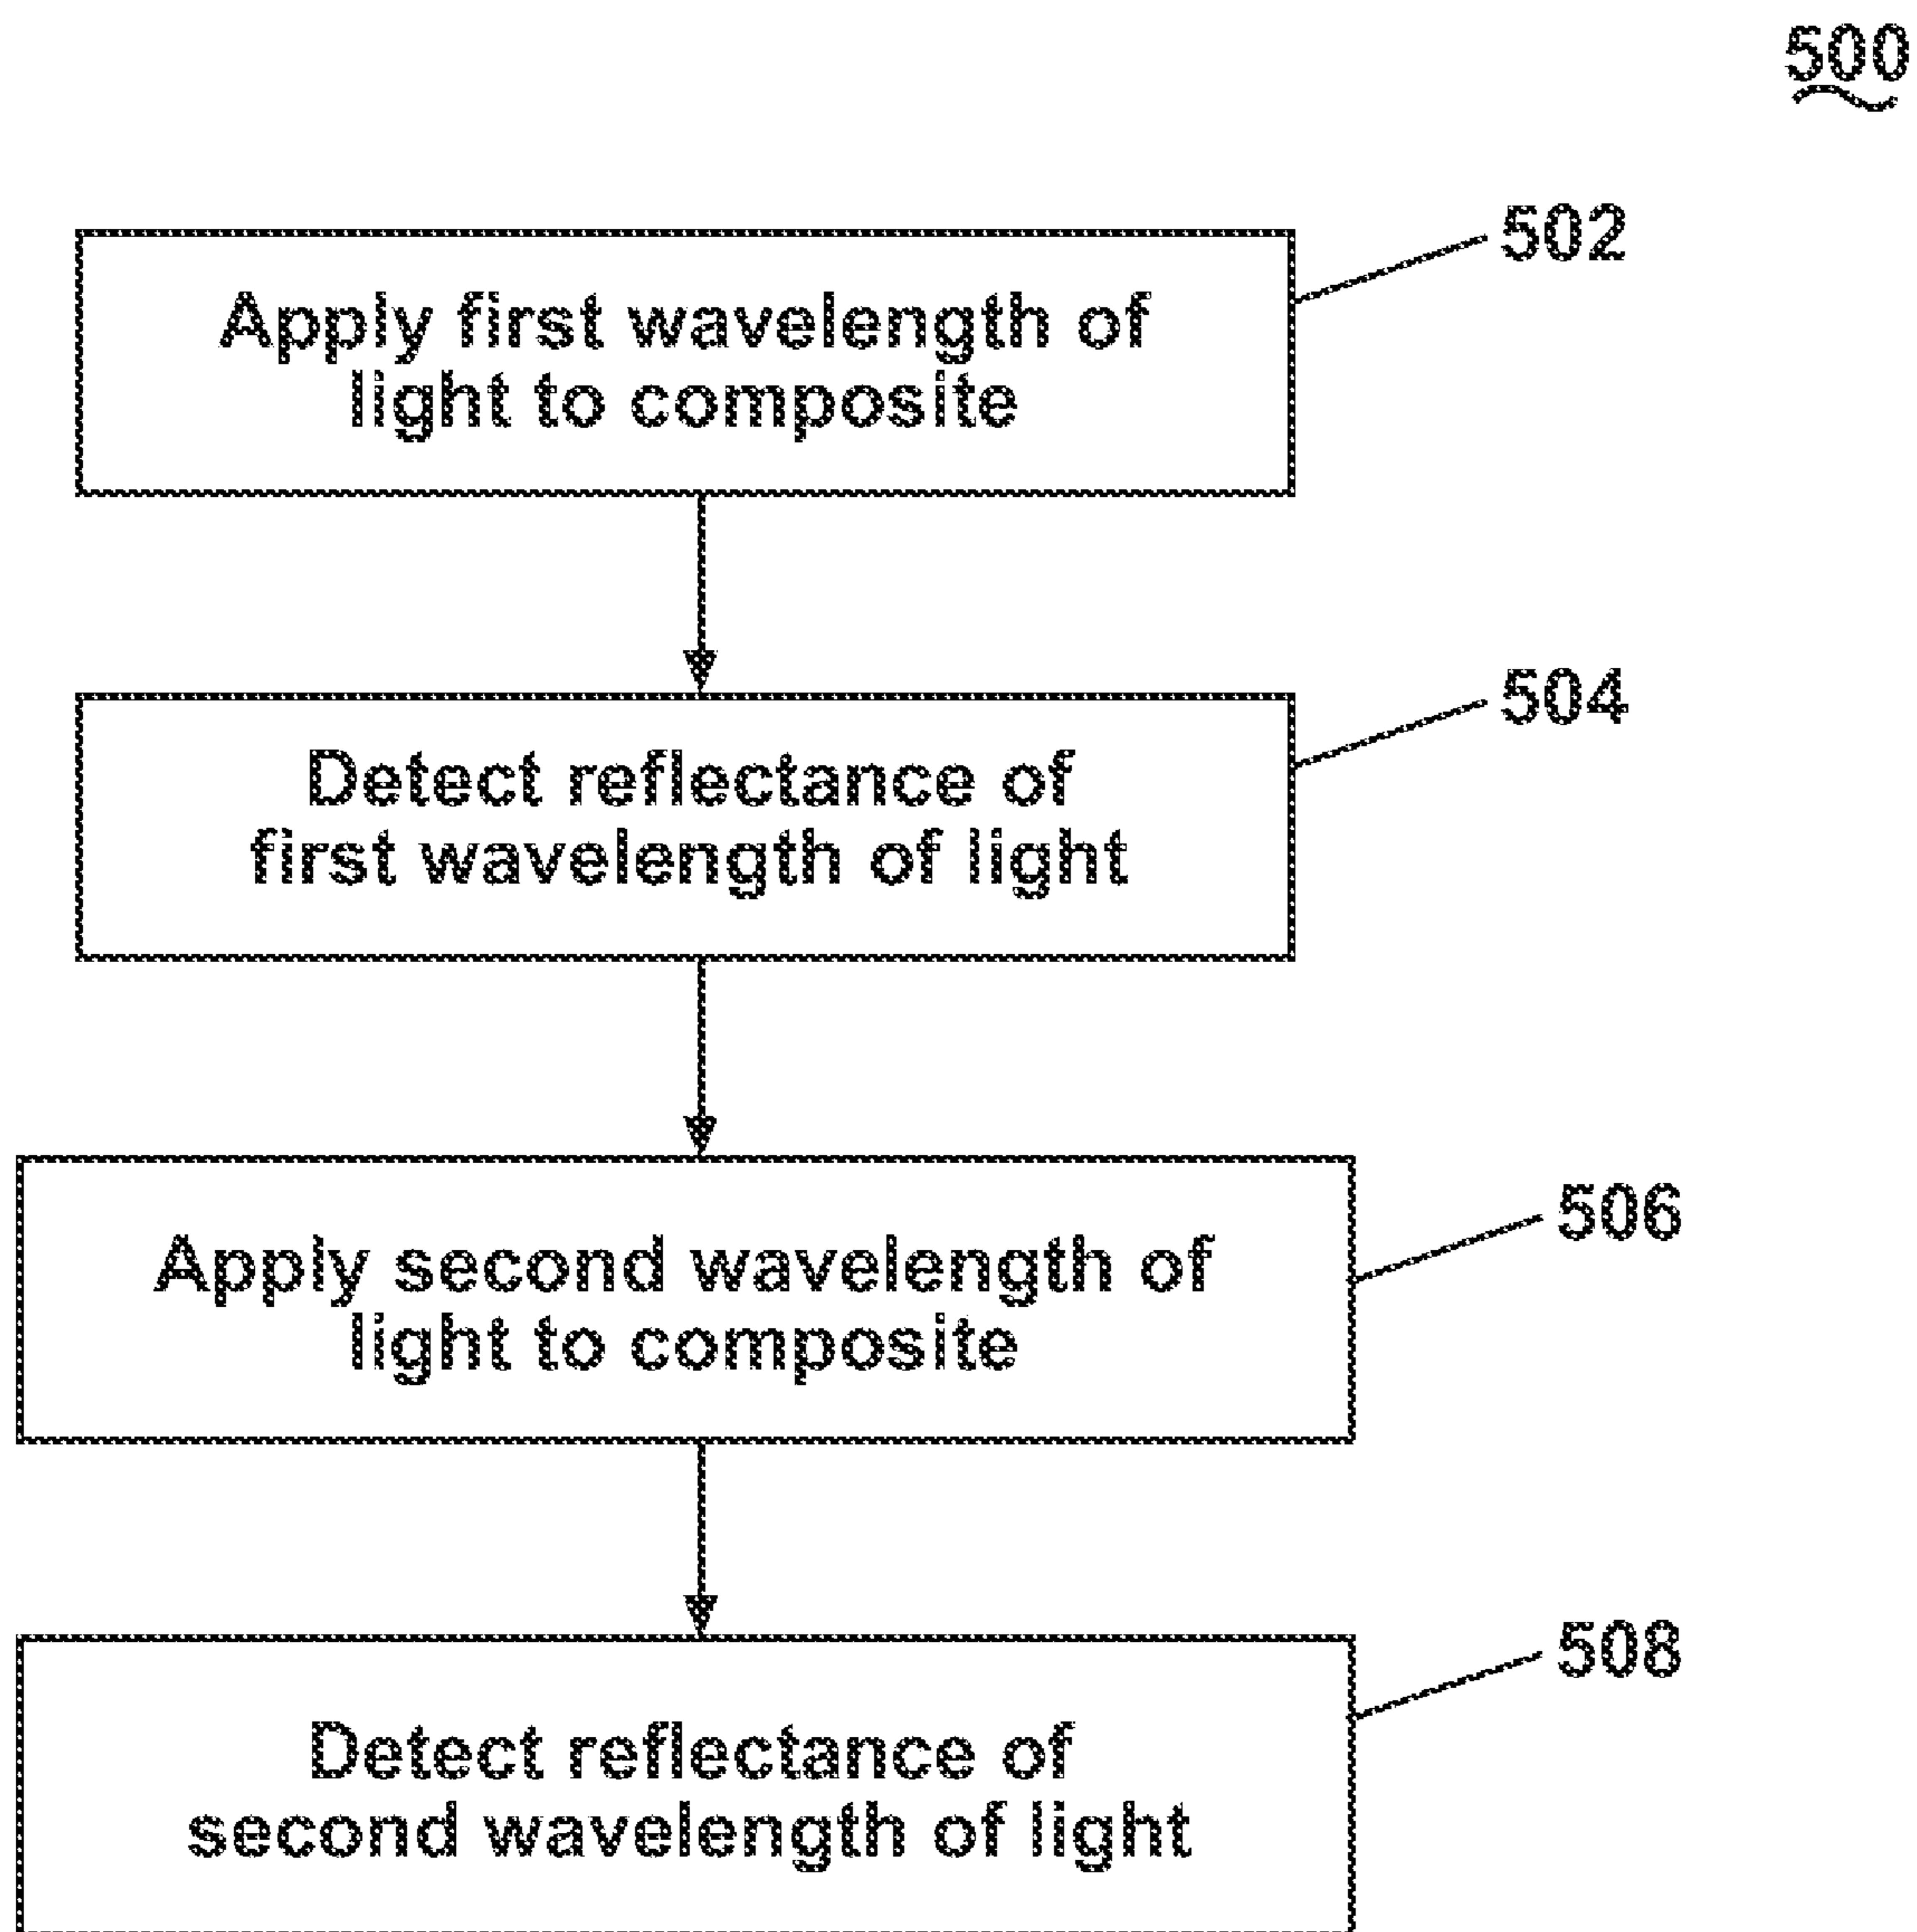 500
502
Apply first wavelength of
light to composite
504
Detect reflectance of
first wavelength of light
506
Apply second wavelength of
light to composite
508
Detect reflectance of
second wavelength of light